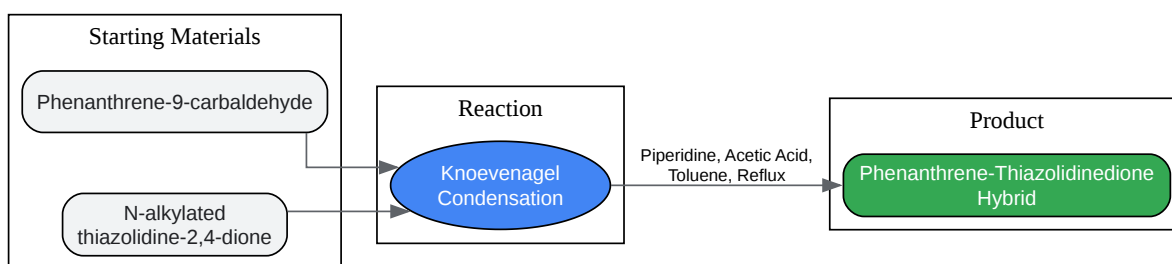 Starting Materials
Phenanthrene-9-carbaldehyde
N-alkylated
thiazolidine-2,4-dione
Reaction
Knoevenagel
Condensation
Piperidine, Acetic Acid,
Toluene, Reflux
Product
Phenanthrene-Thiazolidinedione
Hybrid